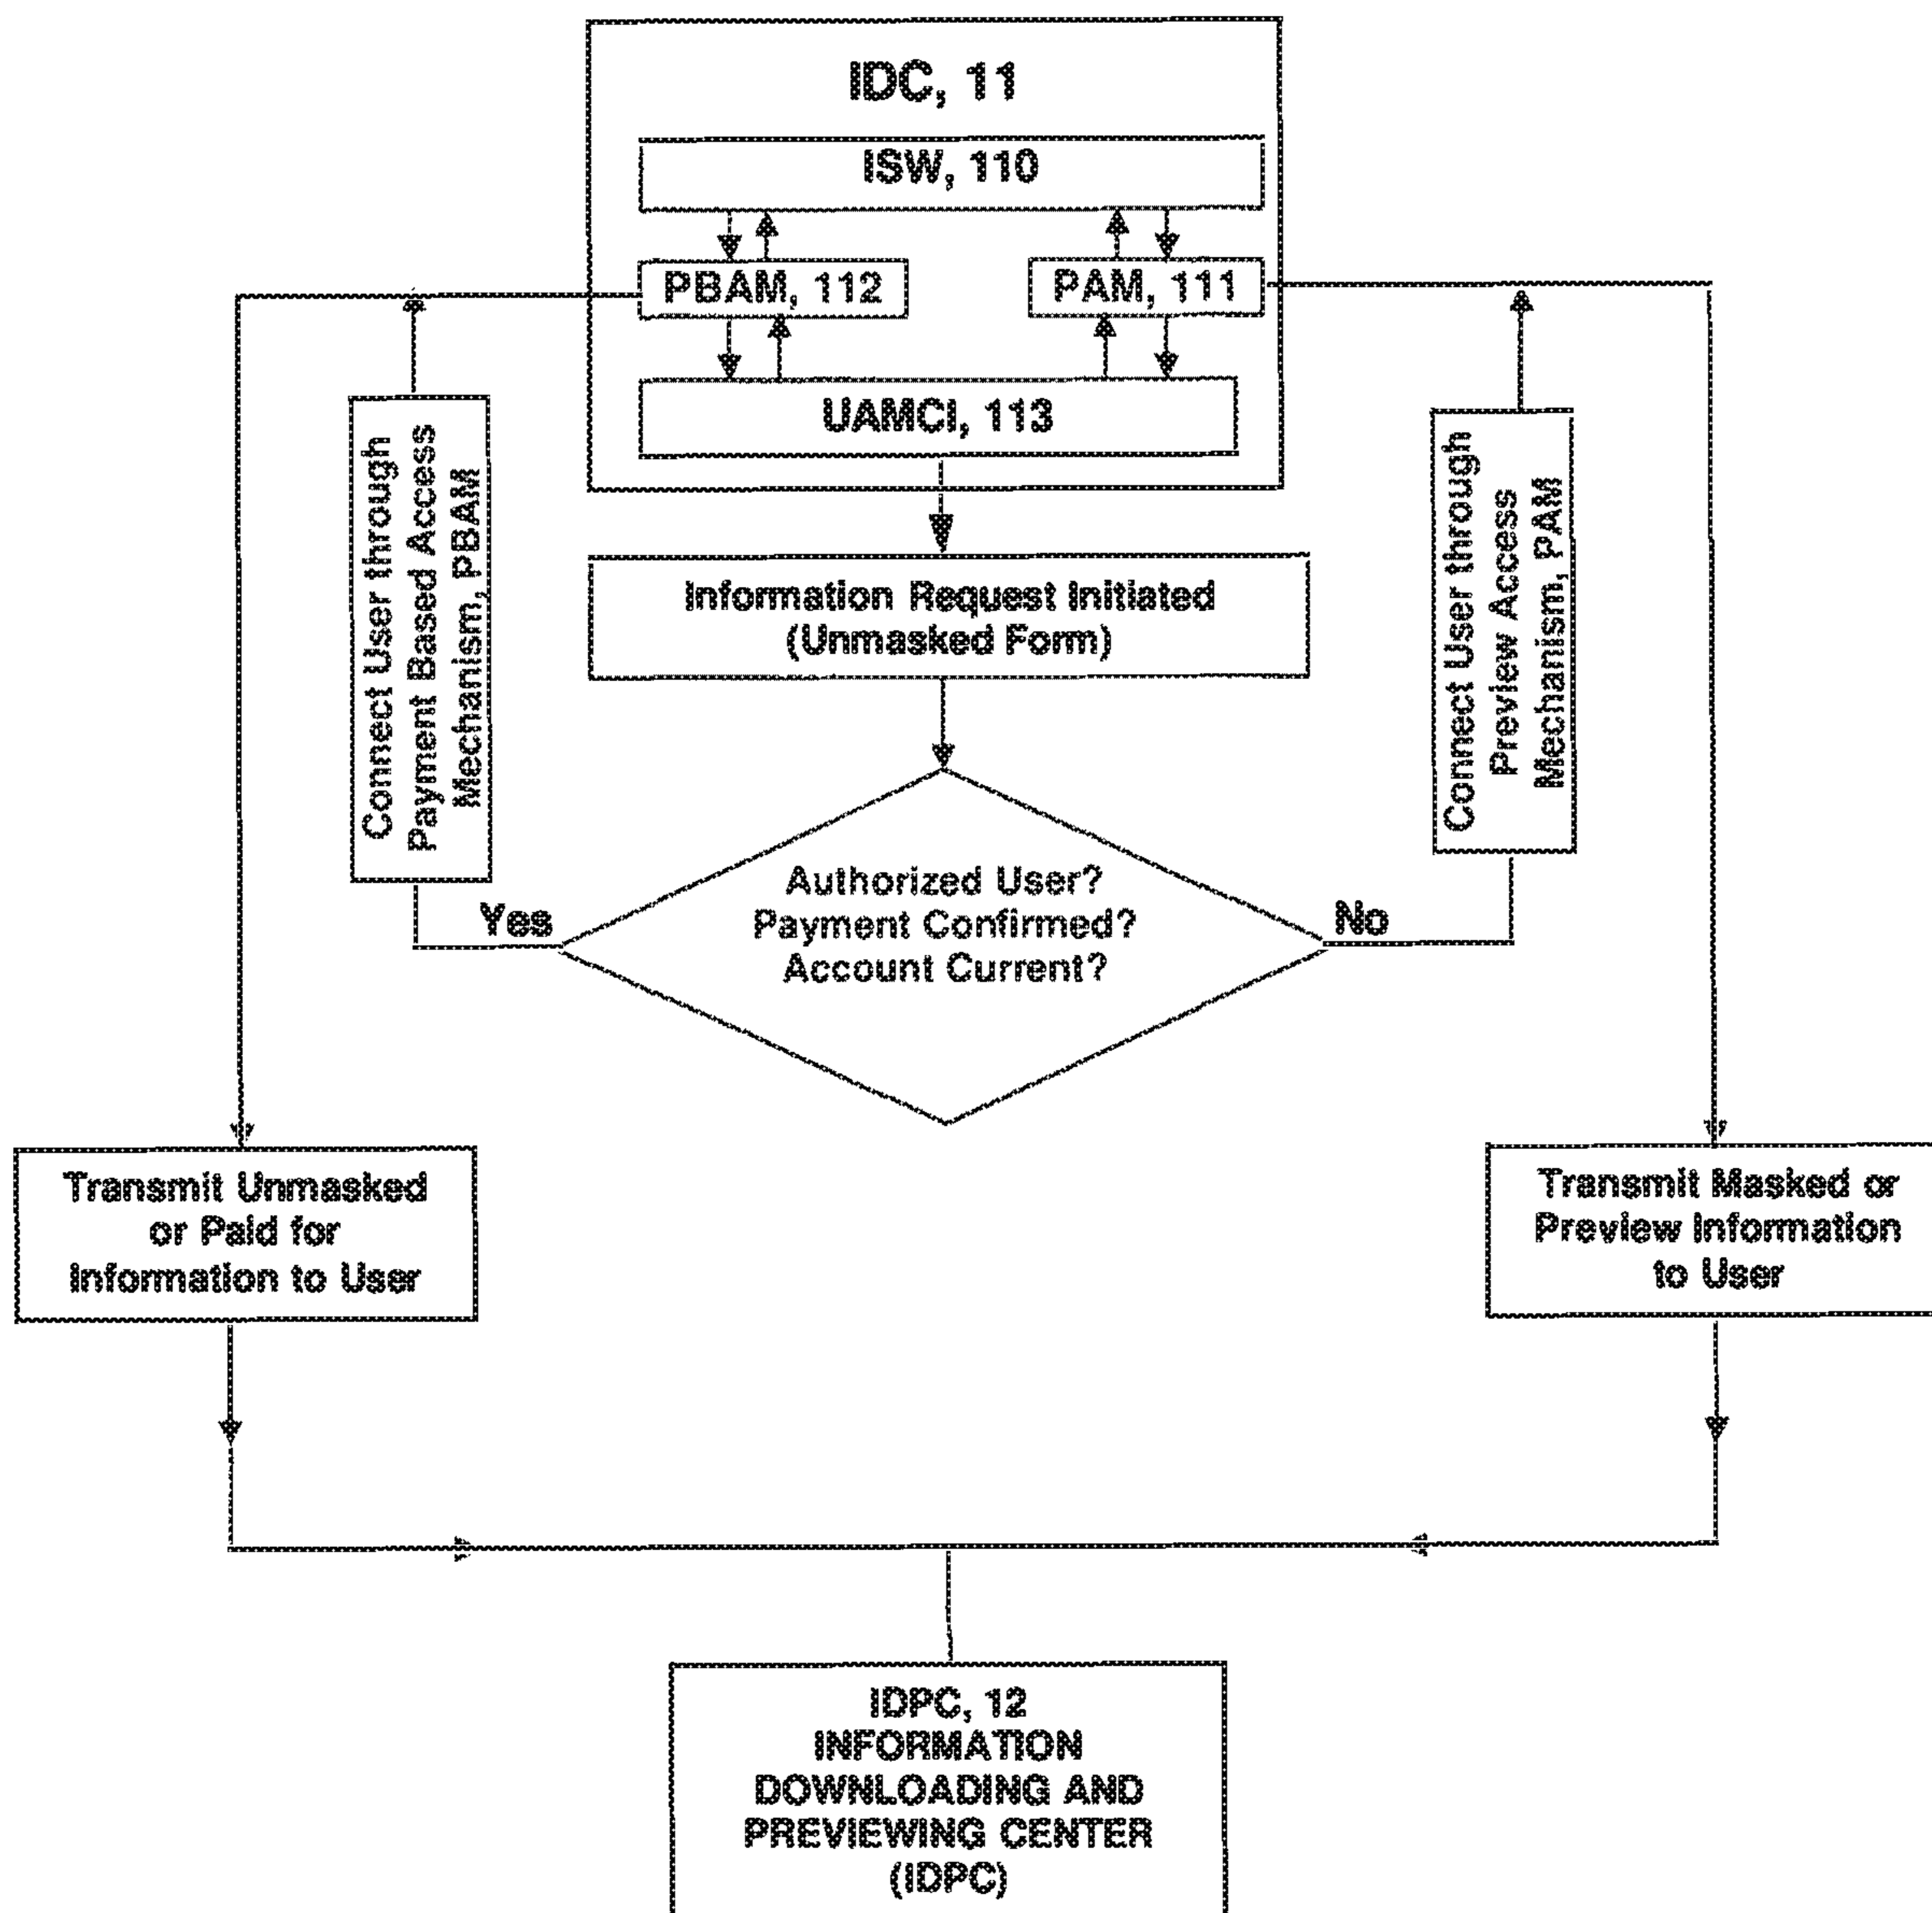 IDC, 11
ISW, 110
PBAM, 112
PAM, 111
UAMCI, 113
Connect User through
Payment Based Access
Mechanism, PBAM
Connect User through
Preview Access
Mechanism, PAM
Information Request Initiated
(Unmasked Form)
Authorized User?
Payment Confirmed?
Account Current?
Yes
No
Transmit Unmasked
or Paid for
Information to User
Transmit Masked or
Preview Information
to User
IDPC, 12
INFORMATION
DOWNLOADING AND
PREVIEWING CENTER
(IDPC)